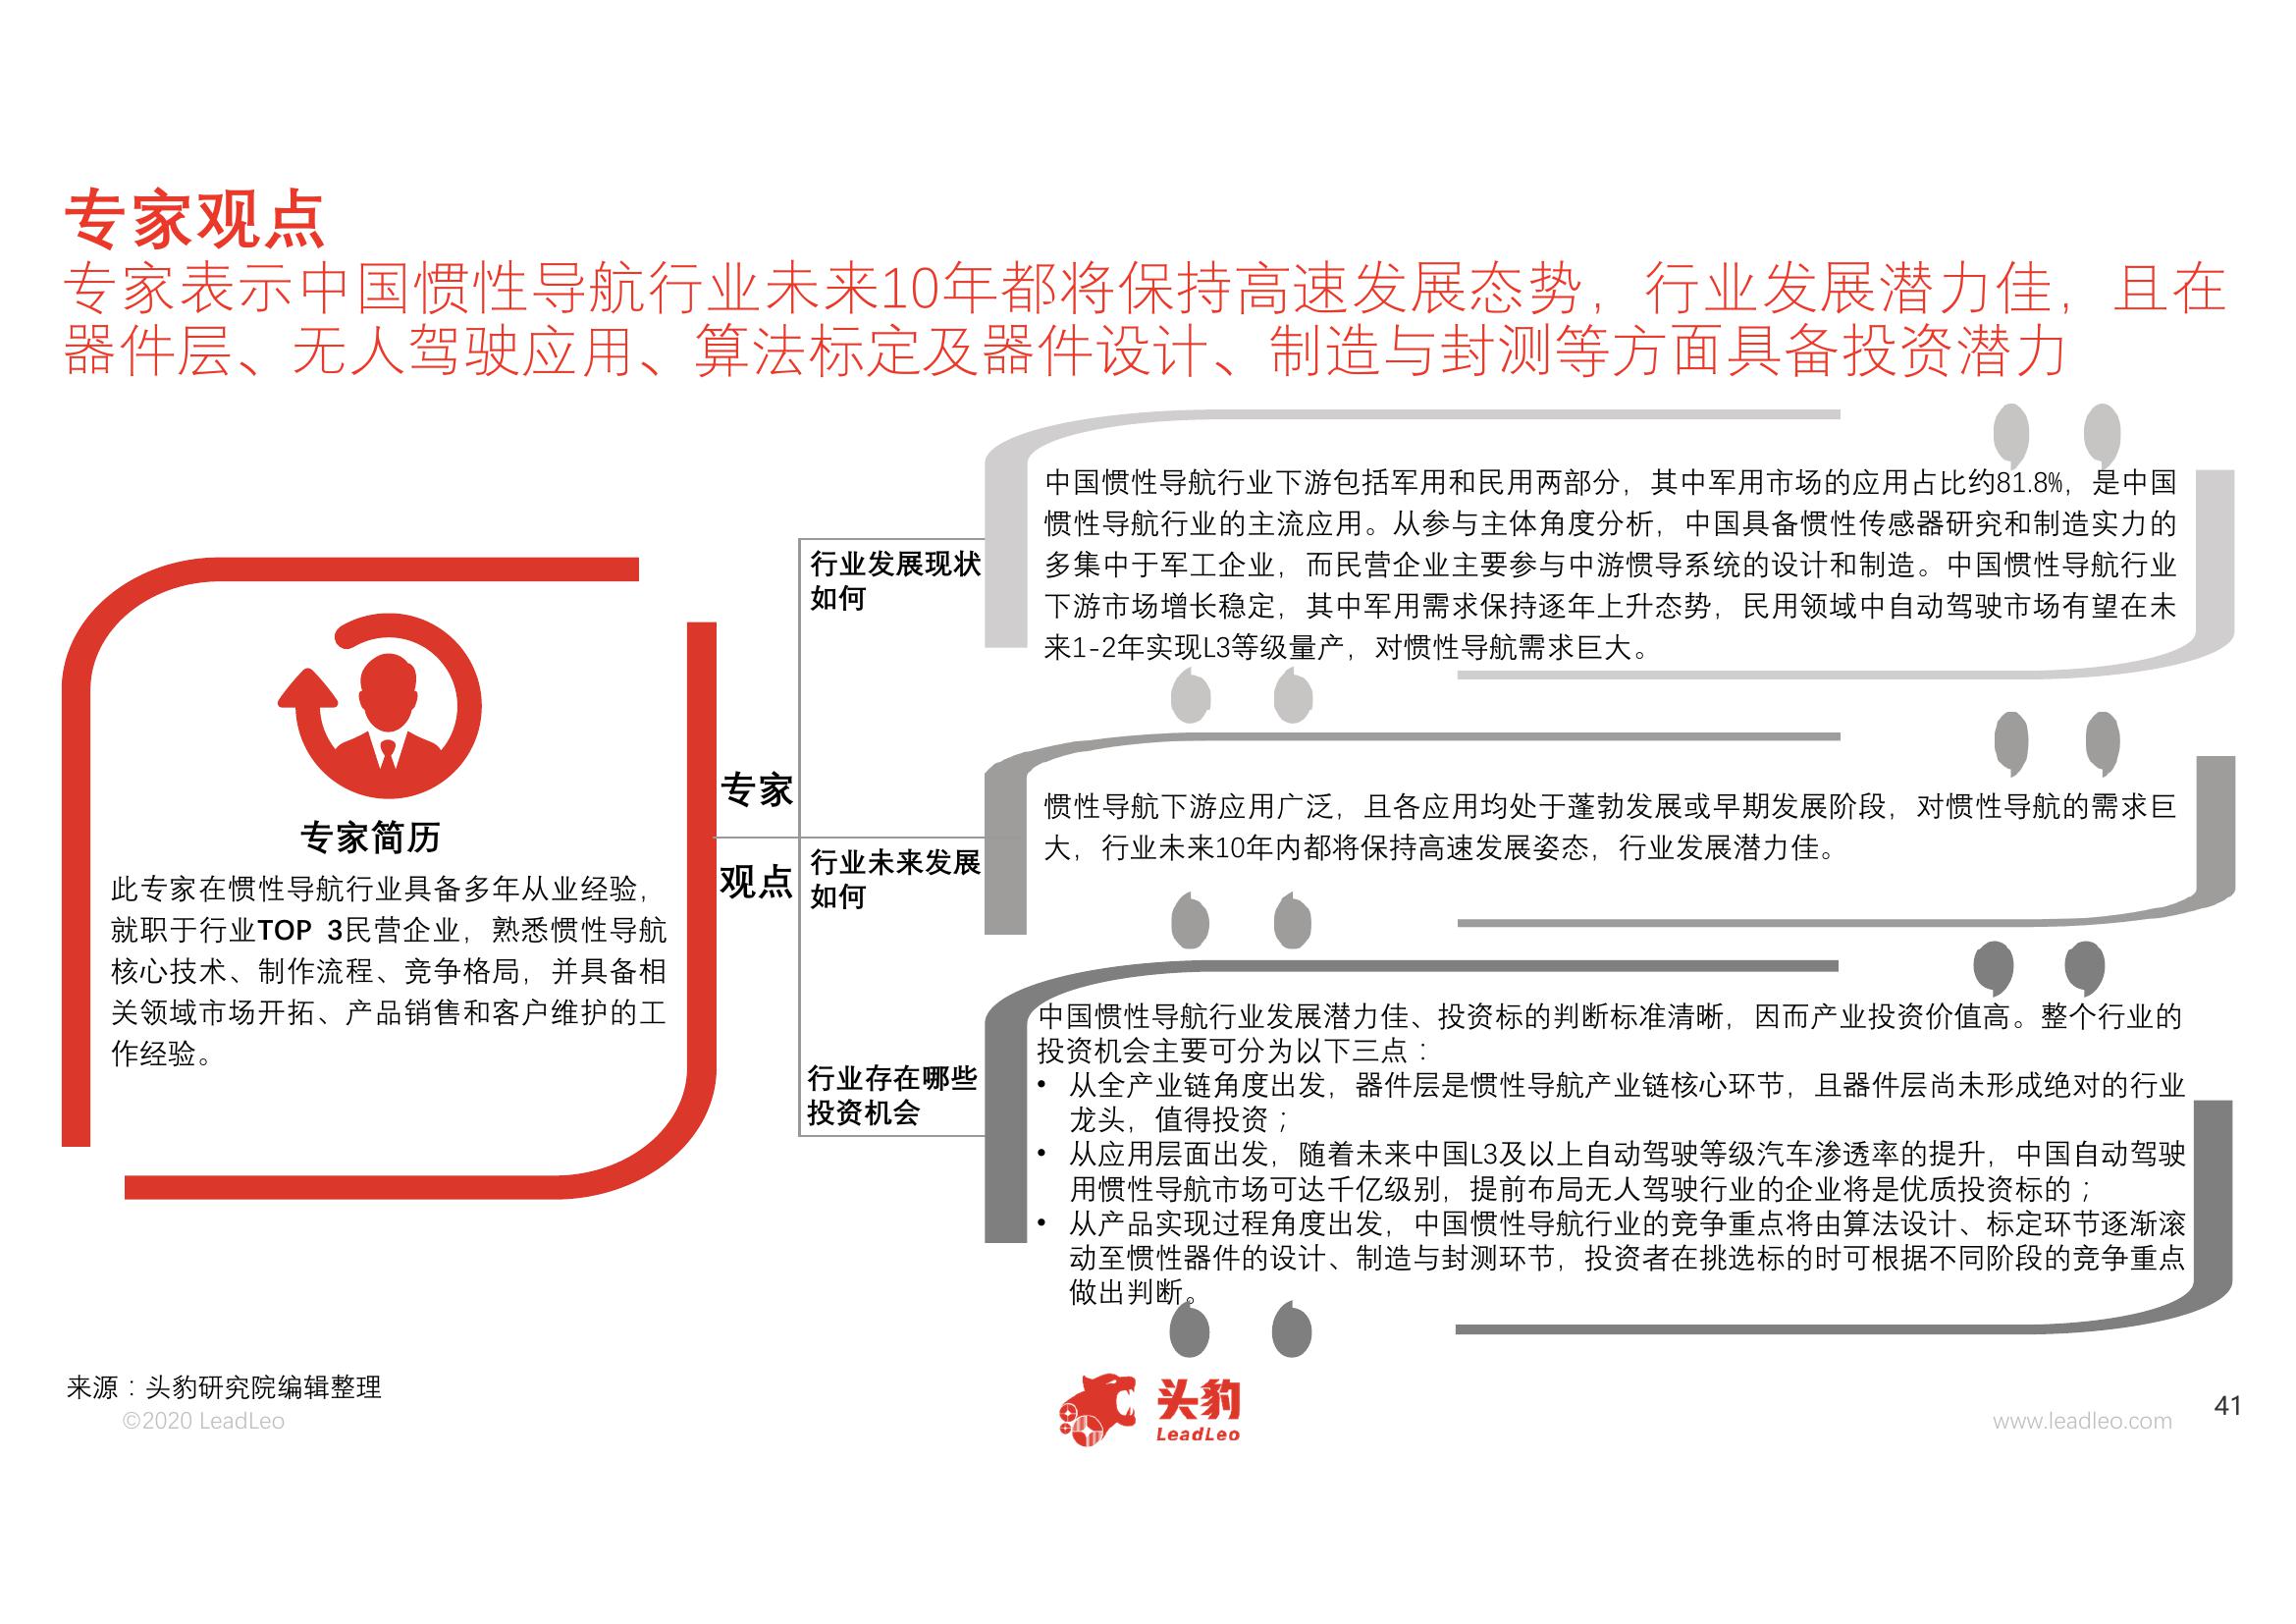 专家观点
专家表示中国惯性导航行业未来10年都将保持高速发展态势，行业发展潜力佳，且在
器件层、无人驾驶应用、算法标定及器件设计、制造与封测等方面具备投资潜力
专家简历
此专家在惯性导航行业具备多年从业经验，
就职于行业TOP 3民营企业，熟悉惯性导航
核心技术、制作流程、竞争格局，并具备相
关领域市场开拓、产品销售和客户维护的工
作经验。
专家
观点
行业发展现状
如何
中国惯性导航行业下游包括军用和民用两部分，其中军用市场的应用占比约81.8%，是中国
惯性导航行业的主流应用。从参与主体角度分析，中国具备惯性传感器研究和制造实力的
多集中于军工企业，而民营企业主要参与中游惯导系统的设计和制造。中国惯性导航行业
下游市场增长稳定，其中军用需求保持逐年上升态势，民用领域中自动驾驶市场有望在未
来1-2年实现L3等级量产，对惯性导航需求巨大。
行业未来发展
如何
惯性导航下游应用广泛，且各应用均处于蓬勃发展或早期发展阶段，对惯性导航的需求巨
大，行业未来10年内都将保持高速发展姿态，行业发展潜力佳。
行业存在哪些
投资机会
中国惯性导航行业发展潜力佳、投资标的判断标准清晰，因而产业投资价值高。整个行业的
投资机会主要可分为以下三点：
• 从全产业链角度出发，器件层是惯性导航产业链核心环节，且器件层尚未形成绝对的行业
龙头，值得投资；
• 从应用层面出发，随着未来中国L3及以上自动驾驶等级汽车渗透率的提升，中国自动驾驶
用惯性导航市场可达千亿级别，提前布局无人驾驶行业的企业将是优质投资标的；
• 从产品实现过程角度出发，中国惯性导航行业的竞争重点将由算法设计、标定环节逐渐滚
动至惯性器件的设计、制造与封测环节，投资者在挑选标的时可根据不同阶段的竞争重点
做出判断。
来源：头豹研究院编辑整理
©2020 LeadLeo
头豹
LeadLeo
www.leadleo.com
41